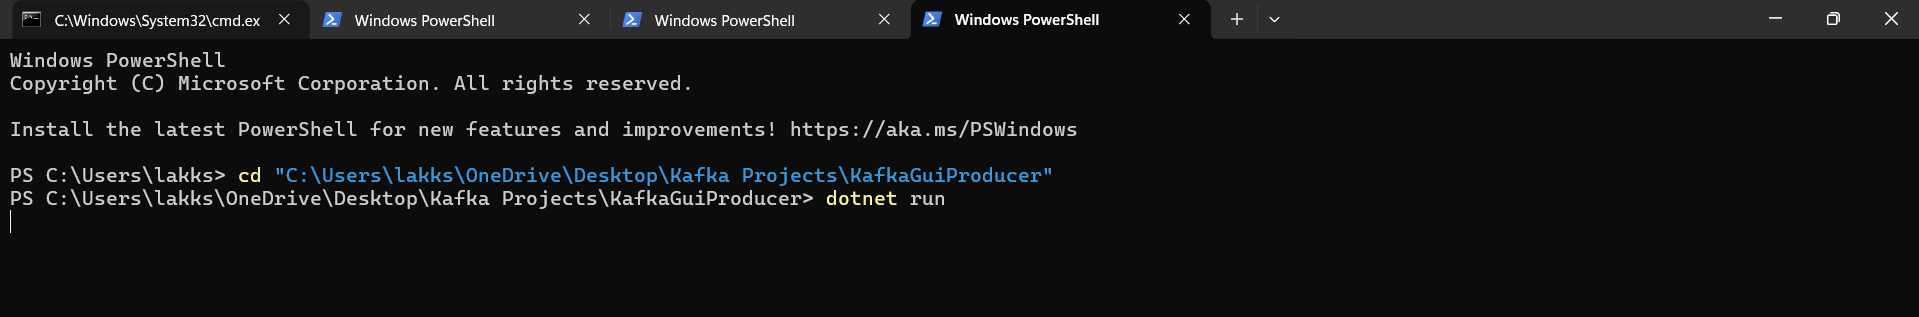 C:\Windows\System32\cmd.ex
Windows PowerShell
Windows PowerShell
Windows PowerShell
Windows PowerShell
Copyright (C) Microsoft Corporation. All rights reserved.
Install the latest PowerShell for new features and improvements! https://aka.ms/PSWindows
PS C:\Users\lakks> cd "C:\Users\lakks\OneDrive\Desktop\Kafka Projects\KafkaGuiProducer"
PS C:\Users\lakks\OneDrive\Desktop\Kafka Projects\KafkaGuiProducer> dotnet run